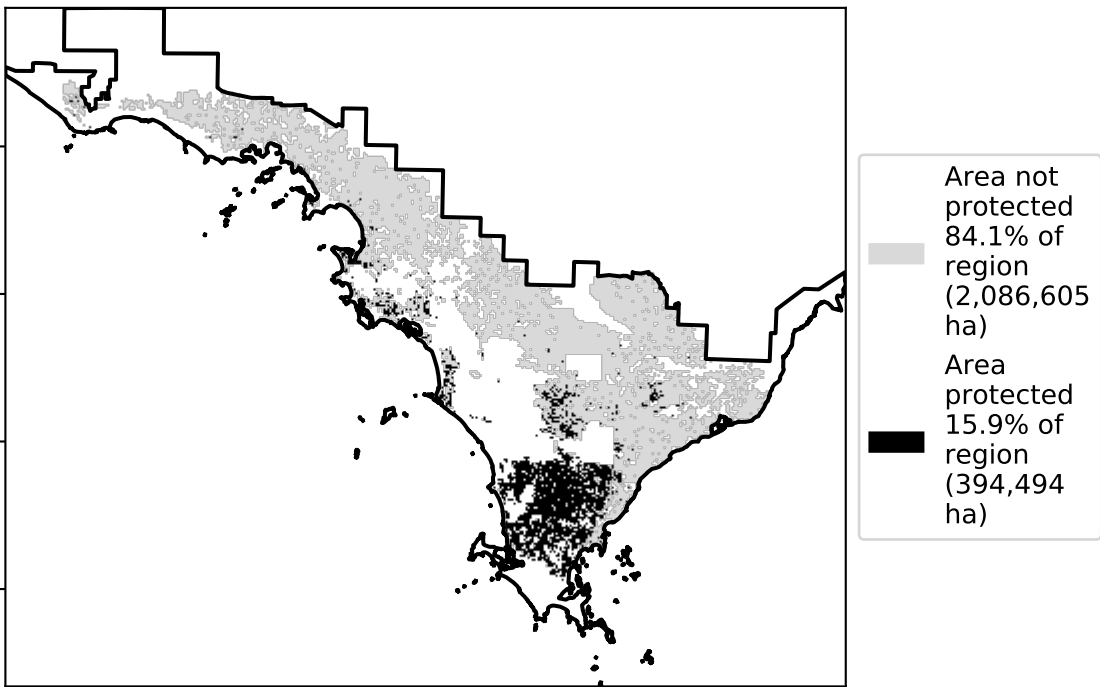 Area not
protected
84.1% of
region
(2,086,605
ha)
Area
protected
15.9% of
region
(394,494
ha)